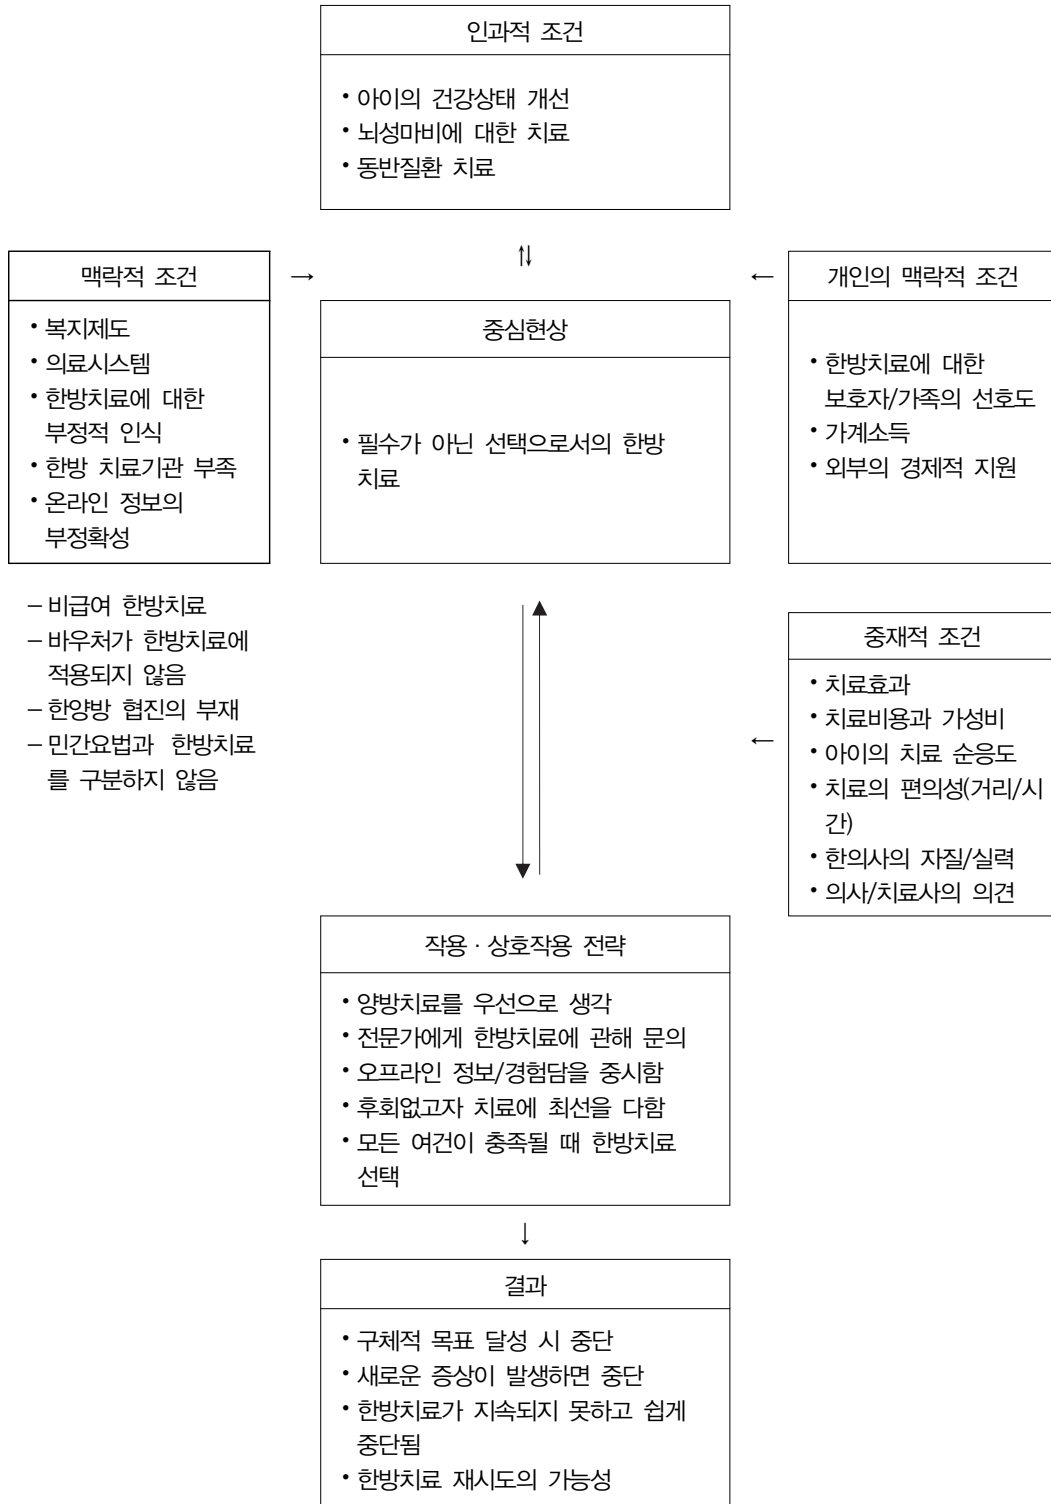 인과적 조건
• 아이의 건강상태 개선
• 뇌성마비에 대한 치료
• 동반질환 치료
⇅
맥락적 조건
• 복지제도
• 의료시스템
• 한방치료에 대한
부정적 인식
• 한방 치료기관 부족
• 온라인 정보의
부정확성
– 비급여 한방치료
– 바우처가 한방치료에
적용되지 않음
– 한양방 협진의 부재
– 민간요법과 한방치료
를 구분하지 않음
→
중심현상
• 필수가 아닌 선택으로서의 한방
치료
←
개인의 맥락적 조건
• 한방치료에 대한
보호자/가족의 선호도
• 가계소득
• 외부의 경제적 지원
중재적 조건
• 치료효과
• 치료비용과 가성비
• 아이의 치료 순응도
• 치료의 편의성(거리/시
간)
• 한의사의 자질/실력
• 의사/치료사의 의견
←
작용 · 상호작용 전략
• 양방치료를 우선으로 생각
• 전문가에게 한방치료에 관해 문의
• 오프라인 정보/경험담을 중시함
• 후회없고자 치료에 최선을 다함
• 모든 여건이 충족될 때 한방치료
선택
↓
결과
• 구체적 목표 달성 시 중단
• 새로운 증상이 발생하면 중단
• 한방치료가 지속되지 못하고 쉽게
중단됨
• 한방치료 재시도의 가능성